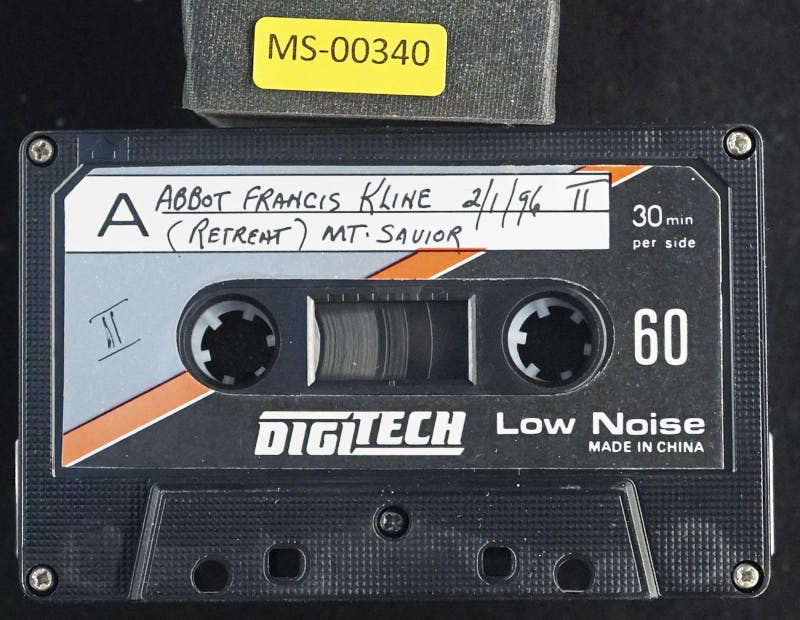 MS-00340
A ABBOT FRANCIS KLINE 2/1/96 II
(RETREAT) MT. SAVIOR
30 min
per side
II
60
DIGITECH Low Noise
MADE IN CHINA